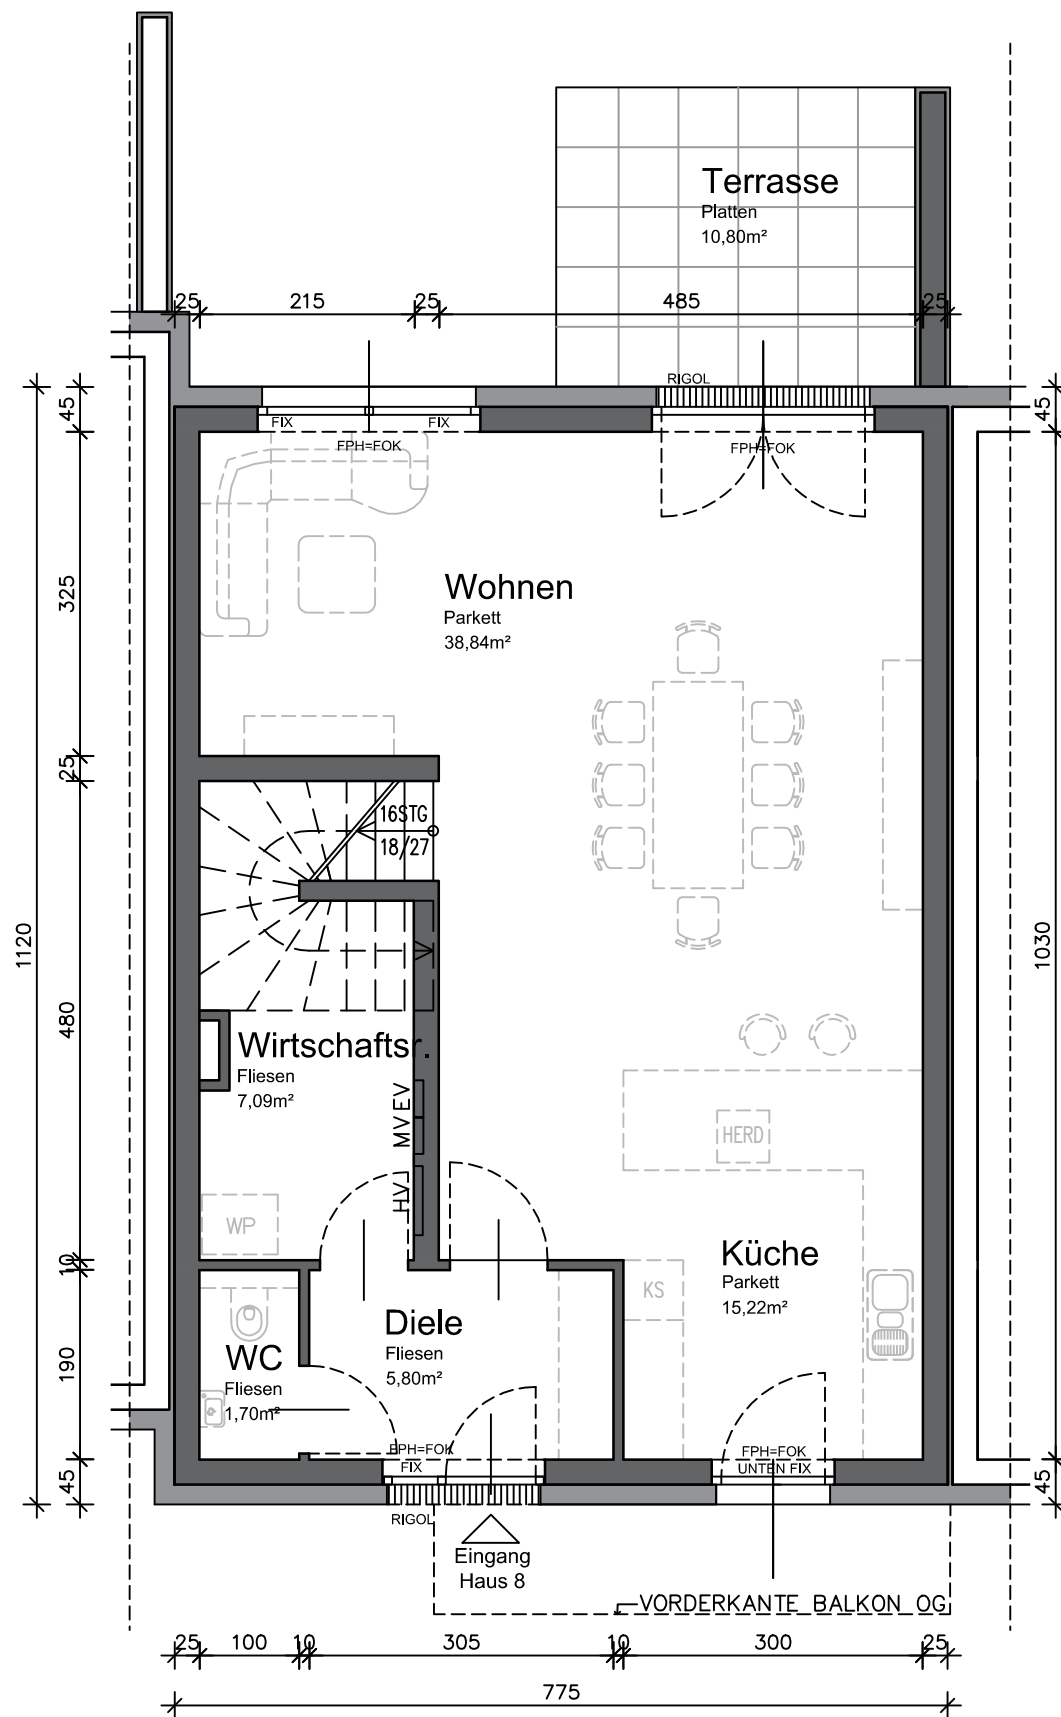 Terrasse
Platten
10,80m²
25
215
25
485
25
RIGOL
45
45
FIX
FIX
FPH=FOK
FPH=FOK
325
Wohnen
Parkett
38,84m²
25
16STG
18/27
1120
1030
480
Wirtschaftsr.
Fliesen
7,09m²
EV
MV
HV
HERD
WP
10
Küche
Parkett
15,22m²
KS
Diele
Fliesen
5,80m²
WC
Fliesen
1,70m²
190
FPH=FOK
FIX
FPH=FOK
UNTEN FIX
45
45
RIGOL
Eingang
Haus 8
VORDERKANTE BALKON OG
25
100
10
305
10
300
25
775